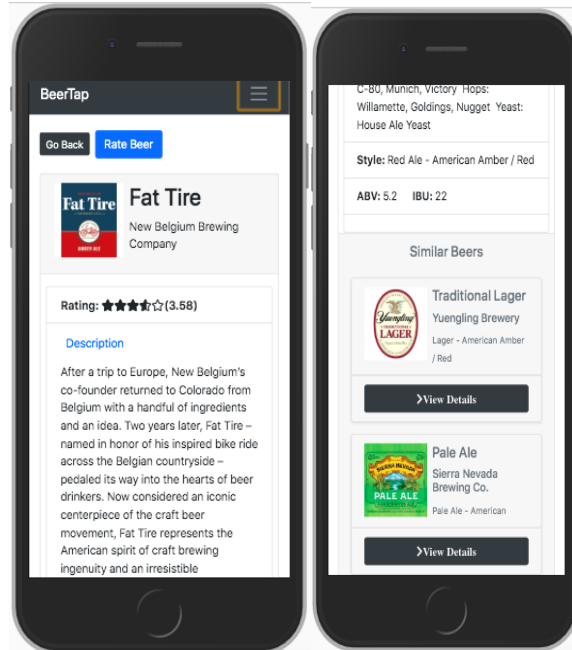 BeerTap
Go Back
Rate Beer
Fat Tire
AMBER ALE
Fat Tire
New Belgium Brewing
Company
Rating: (3.58)
Description
After a trip to Europe, New Belgium's
co-founder returned to Colorado from
Belgium with a handful of ingredients
and an idea. Two years later, Fat Tire –
named in honor of his inspired bike ride
across the Belgian countryside –
pedaled its way into the hearts of beer
drinkers. Now considered an iconic
centerpiece of the craft beer
movement, Fat Tire represents the
American spirit of craft brewing
ingenuity and an irresistible
C-80, Munich, Victory Hops:
Willamette, Goldings, Nugget Yeast:
House Ale Yeast
Style: Red Ale - American Amber / Red
ABV: 5.2 IBU: 22
Similar Beers
Yuengling
TRADITIONAL
LAGER
Traditional Lager
Yuengling Brewery
Lager - American Amber
/ Red
View Details
SIERRA NEVADA
PALE ALE
Pale Ale
Sierra Nevada
Brewing Co.
Pale Ale - American
View Details